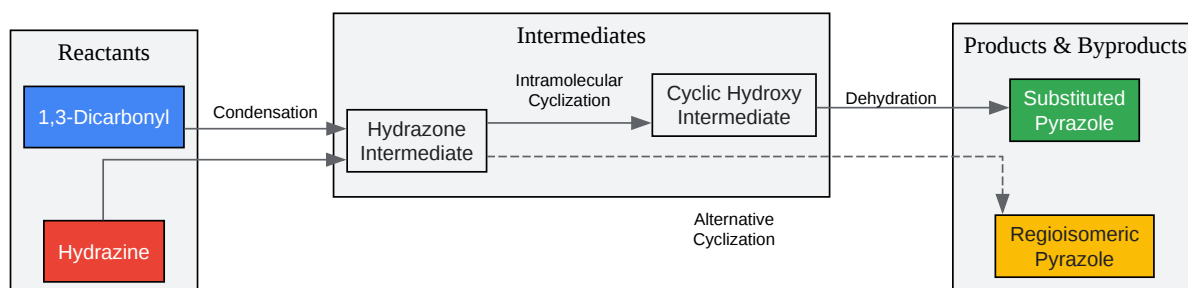 Reactants
1,3-Dicarbonyl
Hydrazine
Condensation
Intermediates
Hydrazone
Intermediate
Intramolecular
Cyclization
Cyclic Hydroxy
Intermediate
Dehydration
Alternative
Cyclization
Products & Byproducts
Substituted
Pyrazole
Regioisomeric
Pyrazole